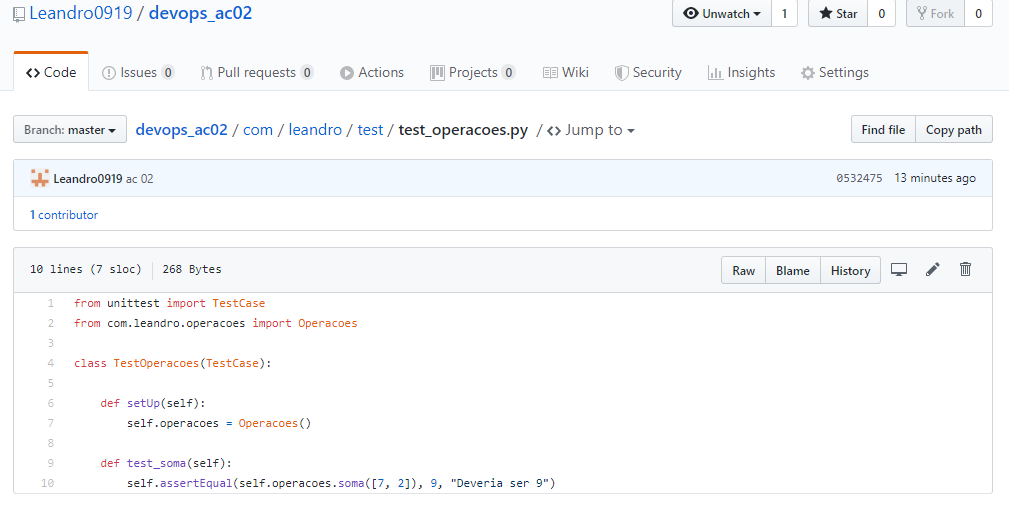 Leandro0919 / devops_ac02
Unwatch 1 Star 0 Fork 0
Code Issues 0 Pull requests 0 Actions Projects 0 Wiki Security Insights Settings
Branch: master devops_ac02 / com / leandro / test / test_operacoes.py / <> Jump to Find file Copy path
Leandro0919 ac 02 0532475 13 minutes ago
1 contributor
10 lines (7 sloc) 268 Bytes Raw Blame History
1 from unittest import TestCase
2 from com.leandro.operacoes import Operacoes
3
4 class TestOperacoes(TestCase):
5
6     def setUp(self):
7         self.operacoes = Operacoes()
8
9     def test_soma(self):
10         self.assertEqual(self.operacoes.soma([7, 2]), 9, "Deveria ser 9")